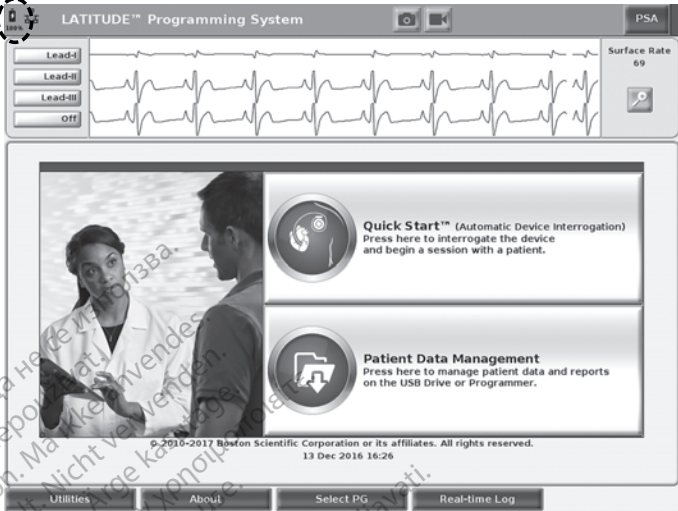 100%
LATITUDE™ Programming System
PSA
Lead-I
Lead-II
Lead-III
Off
Surface Rate
69
Quick Start™ (Automatic Device Interrogation)
Press here to interrogate the device
and begin a session with a patient.
Patient Data Management
Press here to manage patient data and reports
on the USB Drive or Programmer.
© 2010-2017 Boston Scientific Corporation or its affiliates. All rights reserved.
13 Dec 2016 16:26
Utilities
About
Select PG
Real-time Log